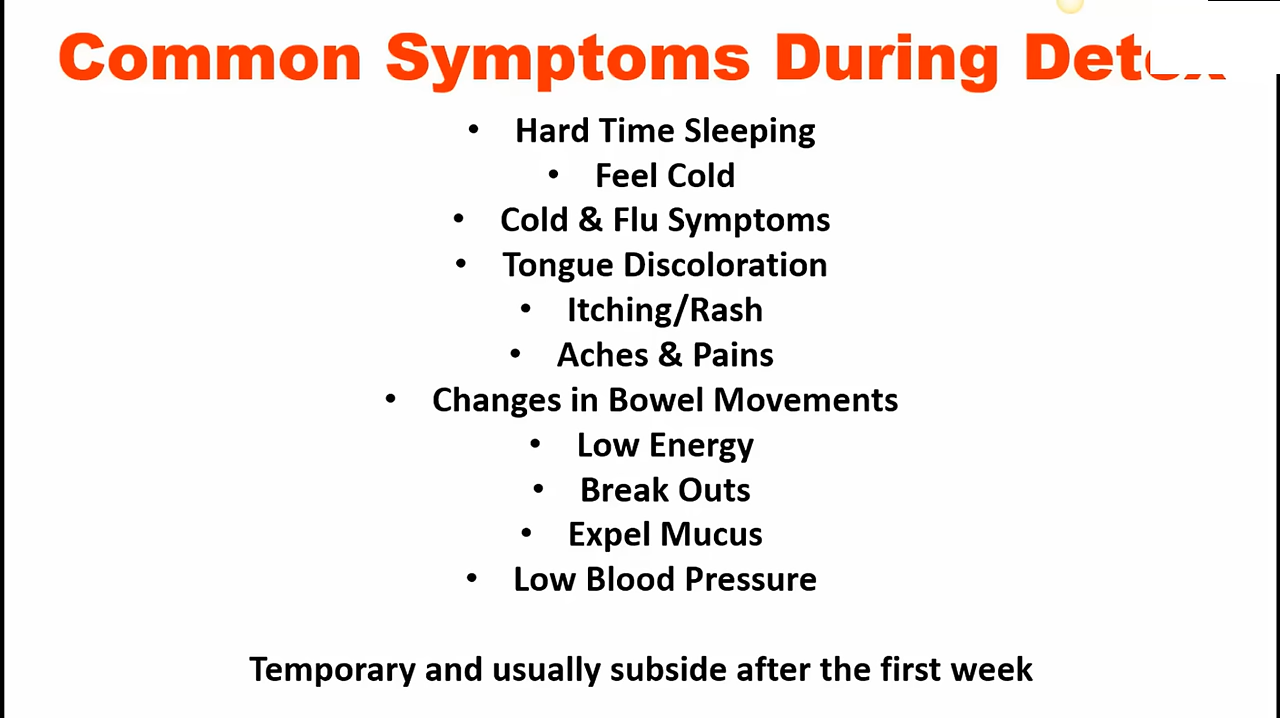 Common Symptoms During Detox
• Hard Time Sleeping
• Feel Cold
• Cold & Flu Symptoms
• Tongue Discoloration
• Itching/Rash
• Aches & Pains
• Changes in Bowel Movements
• Low Energy
• Break Outs
• Expel Mucus
• Low Blood Pressure
Temporary and usually subside after the first week